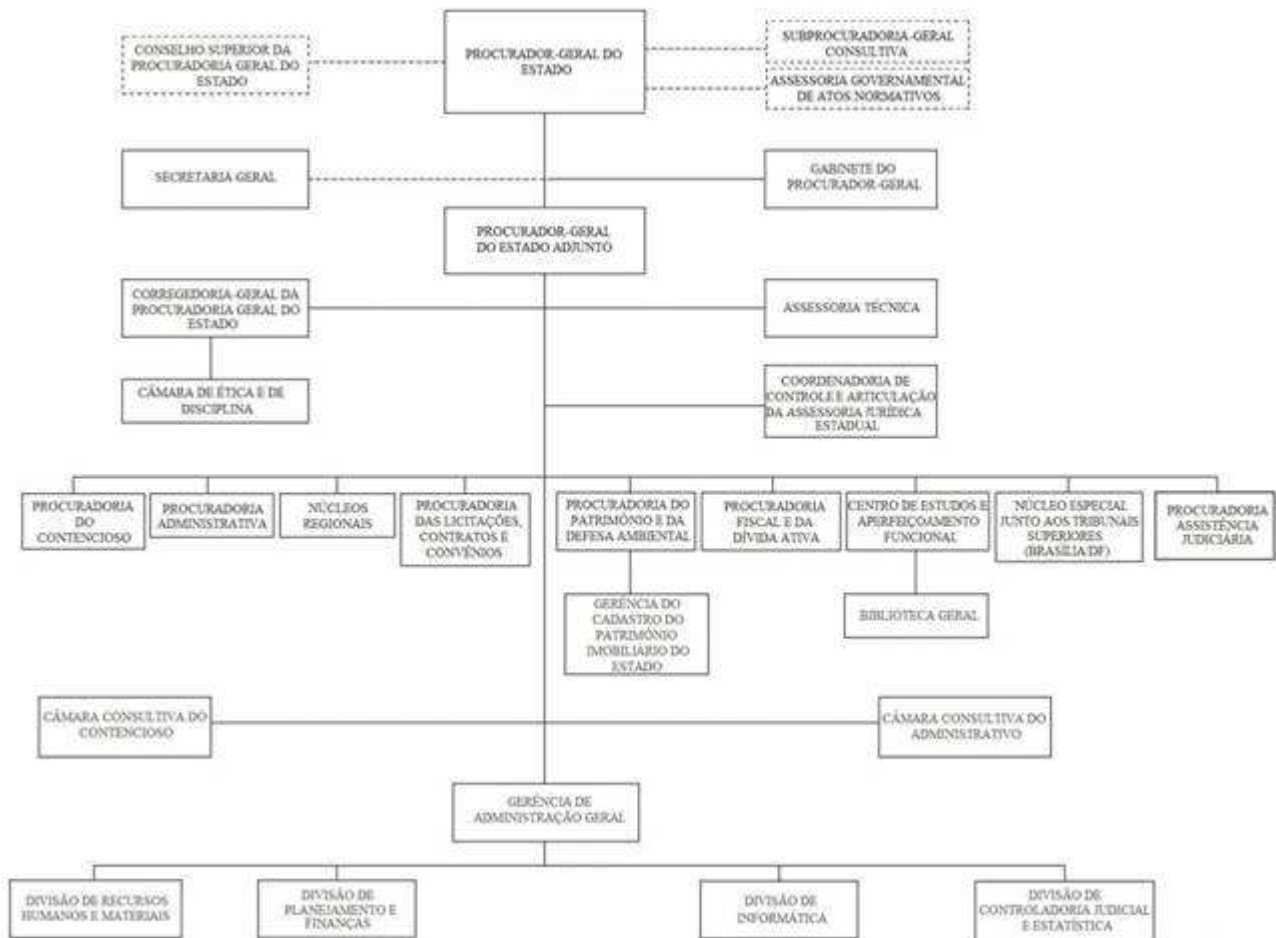 CONSELHO SUPERIOR DA
PROCURADORIA GERAL DO
ESTADO
PROCURADOR-GERAL DO
ESTADO
SUBPROCURADORIA-GERAL
CONSULTIVA
ASSESSORIA GOVERNAMENTAL
DE ATOS NORMATIVOS
SECRETARIA GERAL
GABINETE DO
PROCURADOR-GERAL
PROCURADOR-GERAL
DO ESTADO ADJUNTO
CORREGEDORIA-GERAL DA
PROCURADORIA GERAL DO
ESTADO
ASSESSORIA TÉCNICA
CÂMARA DE ÉTICA E DE
DISCIPLINA
COORDENADORIA DE
CONTROLE E ARTICULAÇÃO
DA ASSESSORIA JURÍDICA
ESTADUAL
PROCURADORIA
DO
CONTENCIOSO
PROCURADORIA
ADMINISTRATIVA
NÚCLEOS
REGIONAIS
PROCURADORIA
DAS LICITAÇÕES,
CONTRATOS E
CONVÊNIOS
PROCURADORIA DO
PATRIMÔNIO E DA
DEFESA AMBIENTAL
PROCURADORIA
FISCAL E DA
DÍVIDA ATIVA
CENTRO DE ESTUDOS E
APERFEIÇOAMENTO
FUNCIONAL
NÚCLEO ESPECIAL
JUNTO AOS TRIBUNAIS
SUPERIORES
(BRASÍLIA/DF)
PROCURADORIA
ASSISTÊNCIA
JUDICIÁRIA
GERÊNCIA DO
CADASTRO DO
PATRIMÔNIO
IMOBILIÁRIO DO
ESTADO
BIBLIOTECA GERAL
CÂMARA CONSULTIVA DO
CONTENCIOSO
CÂMARA CONSULTIVA DO
ADMINISTRATIVO
GERÊNCIA DE
ADMINISTRAÇÃO GERAL
DIVISÃO DE RECURSOS
HUMANOS E MATERIAIS
DIVISÃO DE
PLANEJAMENTO E
FINANÇAS
DIVISÃO DE
INFORMÁTICA
DIVISÃO DE
CONTROLADORIA JUDICIAL
E ESTATÍSTICA